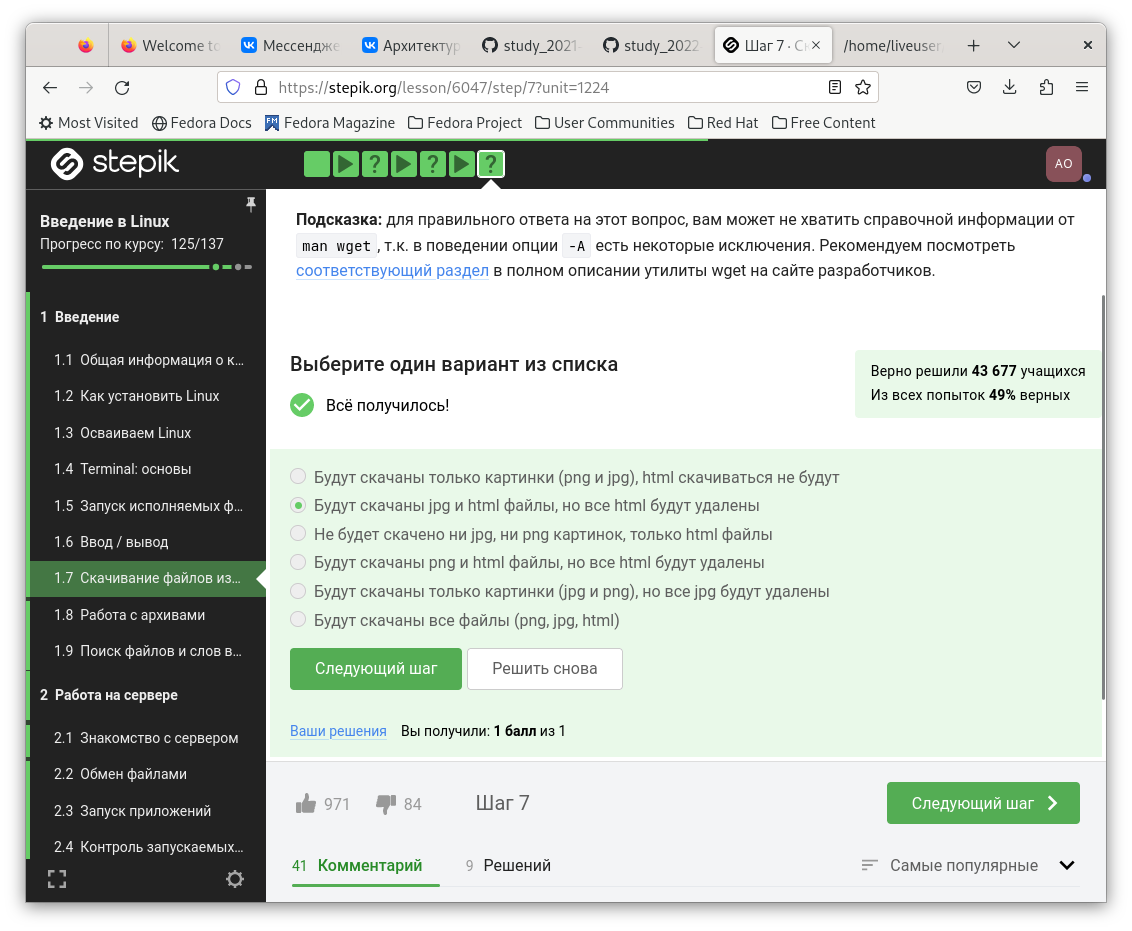 Welcome to
Мессендже
Архитектур
study_2021-
study_2022
Шаг 7 · Ск
/home/liveuser
https://stepik.org/lesson/6047/step/7?unit=1224
Most Visited
Fedora Docs
FM
Fedora Magazine
Fedora Project
User Communities
Red Hat
Free Content
stepik
? ? ?
AO
Введение в Linux
Прогресс по курсу: 125/137
1 Введение
1.1 Общая информация о к...
1.2 Как установить Linux
1.3 Осваиваем Linux
1.4 Terminal: основы
1.5 Запуск исполняемых ф...
1.6 Ввод / вывод
1.7 Скачивание файлов из...
1.8 Работа с архивами
1.9 Поиск файлов и слов в...
2 Работа на сервере
2.1 Знакомство с сервером
2.2 Обмен файлами
2.3 Запуск приложений
2.4 Контроль запускаемых...
Подсказка: для правильного ответа на этот вопрос, вам может не хватить справочной информации от
man wget, т.к. в поведении опции -A есть некоторые исключения. Рекомендуем посмотреть
соответствующий раздел в полном описании утилиты wget на сайте разработчиков.
Выберите один вариант из списка
Всё получилось!
Верно решили 43 677 учащихся
Из всех попыток 49% верных
Будут скачаны только картинки (png и jpg), html скачиваться не будут
Будут скачаны jpg и html файлы, но все html будут удалены
Не будет скачено ни jpg, ни png картинок, только html файлы
Будут скачаны png и html файлы, но все html будут удалены
Будут скачаны только картинки (jpg и png), но все jpg будут удалены
Будут скачаны все файлы (png, jpg, html)
Следующий шаг
Решить снова
Ваши решения Вы получили: 1 балл из 1
971
84
Шаг 7
Следующий шаг
41 Комментарий
9 Решений
Самые популярные